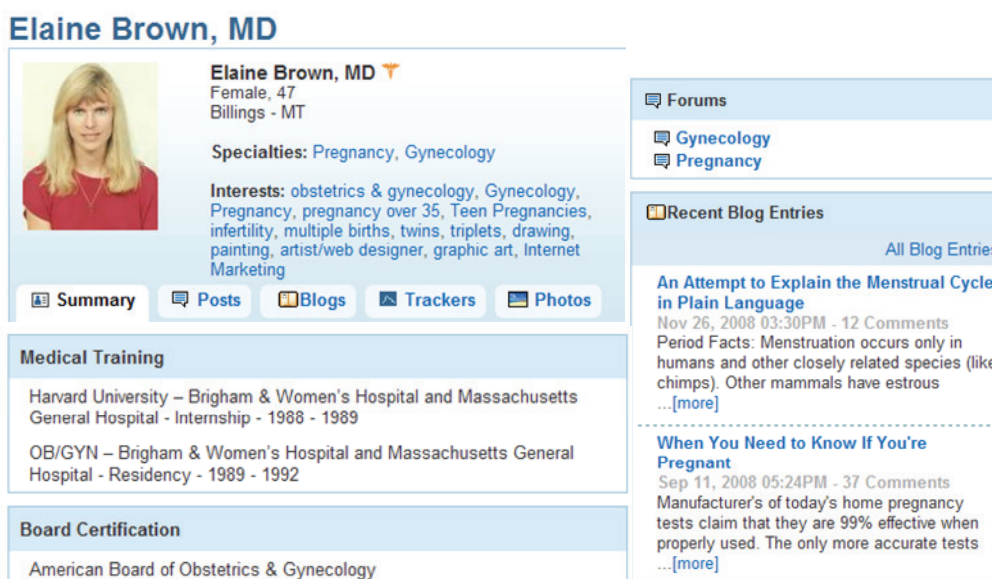 Elaine Brown, MD
Elaine Brown, MD
Female, 47
Billings - MT
Specialties: Pregnancy, Gynecology
Interests: obstetrics & gynecology, Gynecology,
Pregnancy, pregnancy over 35, Teen Pregnancies,
infertility, multiple births, twins, triplets, drawing,
painting, artist/web designer, graphic art, Internet
Marketing
Summary Posts Blogs Trackers Photos
Medical Training
Harvard University – Brigham & Women's Hospital and Massachusetts
General Hospital - Internship - 1988 - 1989
OB/GYN – Brigham & Women's Hospital and Massachusetts General
Hospital - Residency - 1989 - 1992
Board Certification
American Board of Obstetrics & Gynecology
Forums
Gynecology
Pregnancy
Recent Blog Entries
All Blog Entries
An Attempt to Explain the Menstrual Cycle
in Plain Language
Nov 26, 2008 03:30PM - 12 Comments
Period Facts: Menstruation occurs only in
humans and other closely related species (like
chimps). Other mammals have estrous
...[more]
When You Need to Know If You're
Pregnant
Sep 11, 2008 05:24PM - 37 Comments
Manufacturer's of today's home pregnancy
tests claim that they are 99% effective when
properly used. The only more accurate tests
...[more]